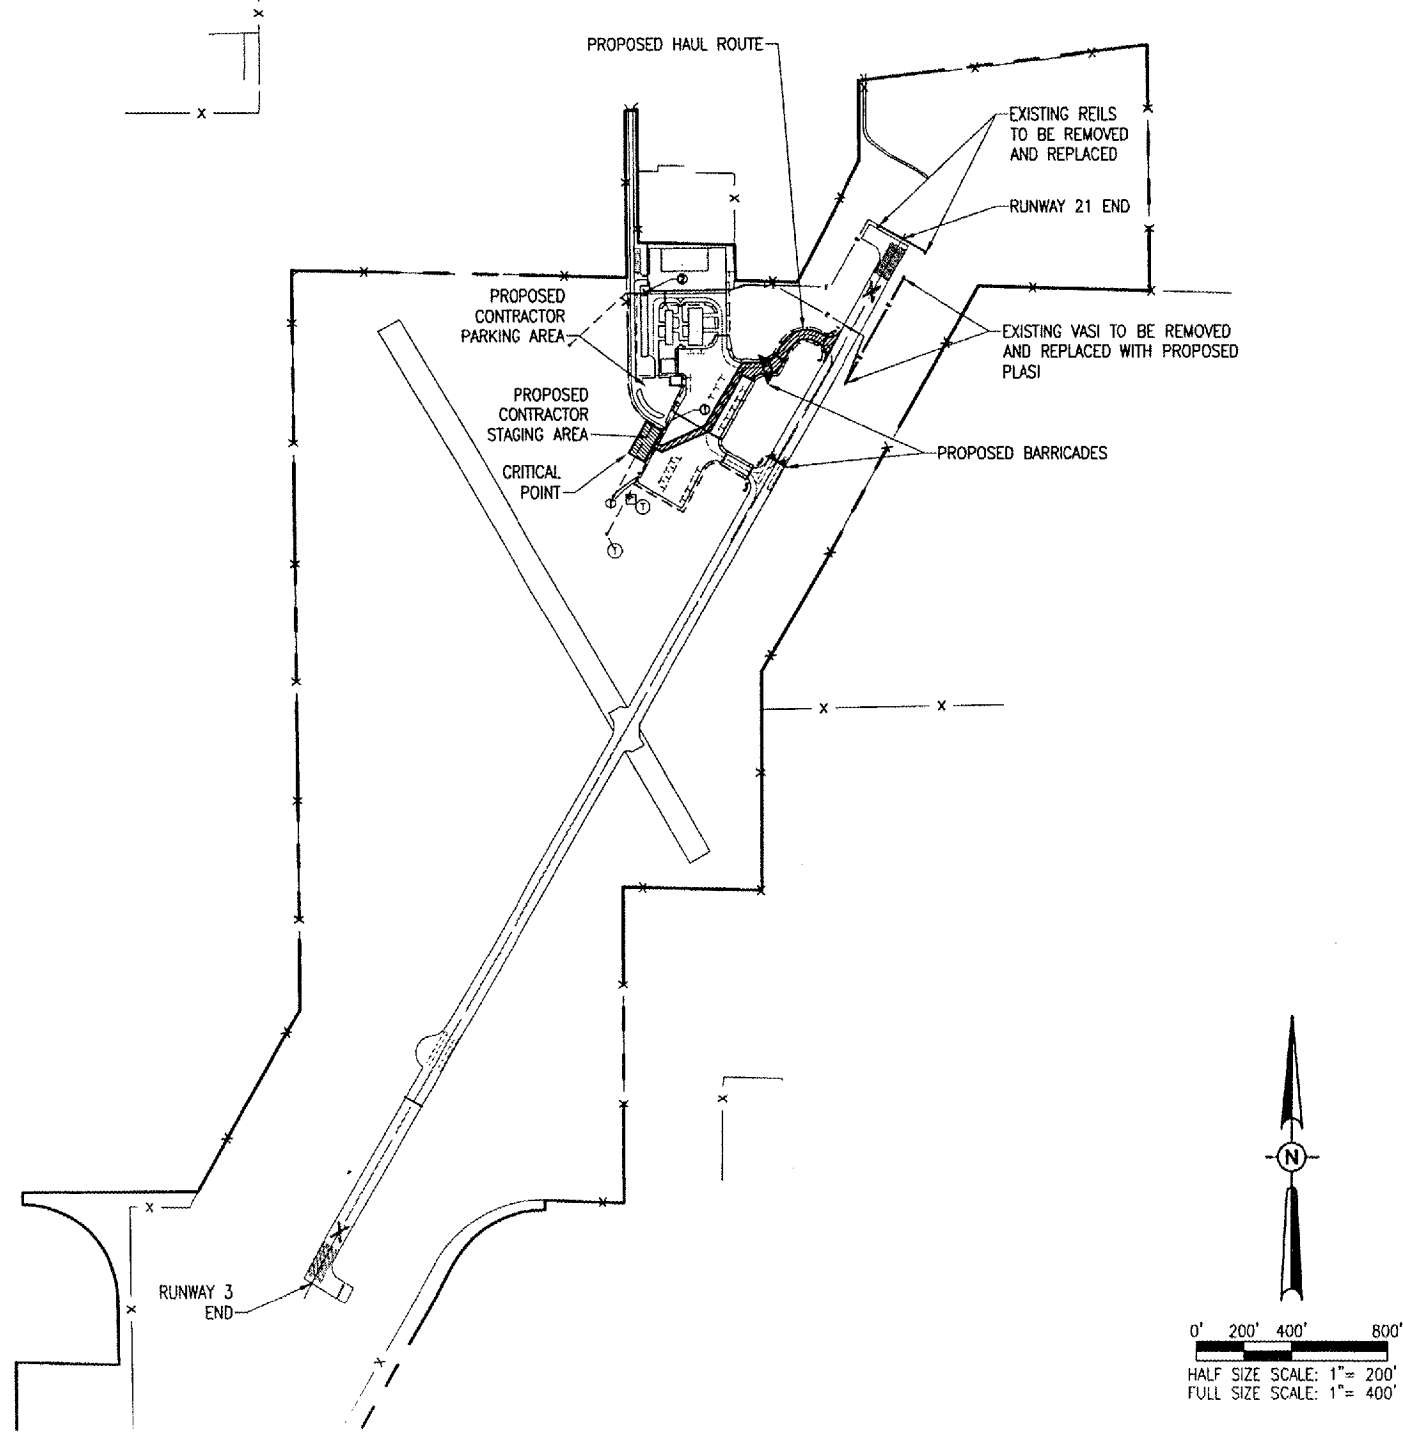 PROPOSED HAUL ROUTE
EXISTING REILS
TO BE REMOVED
AND REPLACED
RUNWAY 21 END
PROPOSED
CONTRACTOR
PARKING AREA
EXISTING VASI TO BE REMOVED
AND REPLACED WITH PROPOSED
PLASI
PROPOSED
CONTRACTOR
STAGING AREA
PROPOSED BARRICADES
CRITICAL
POINT
2
1
T
T
N
RUNWAY 3
END
0' 200' 400' 800'
HALF SIZE SCALE: 1"= 200'
FULL SIZE SCALE: 1"= 400'